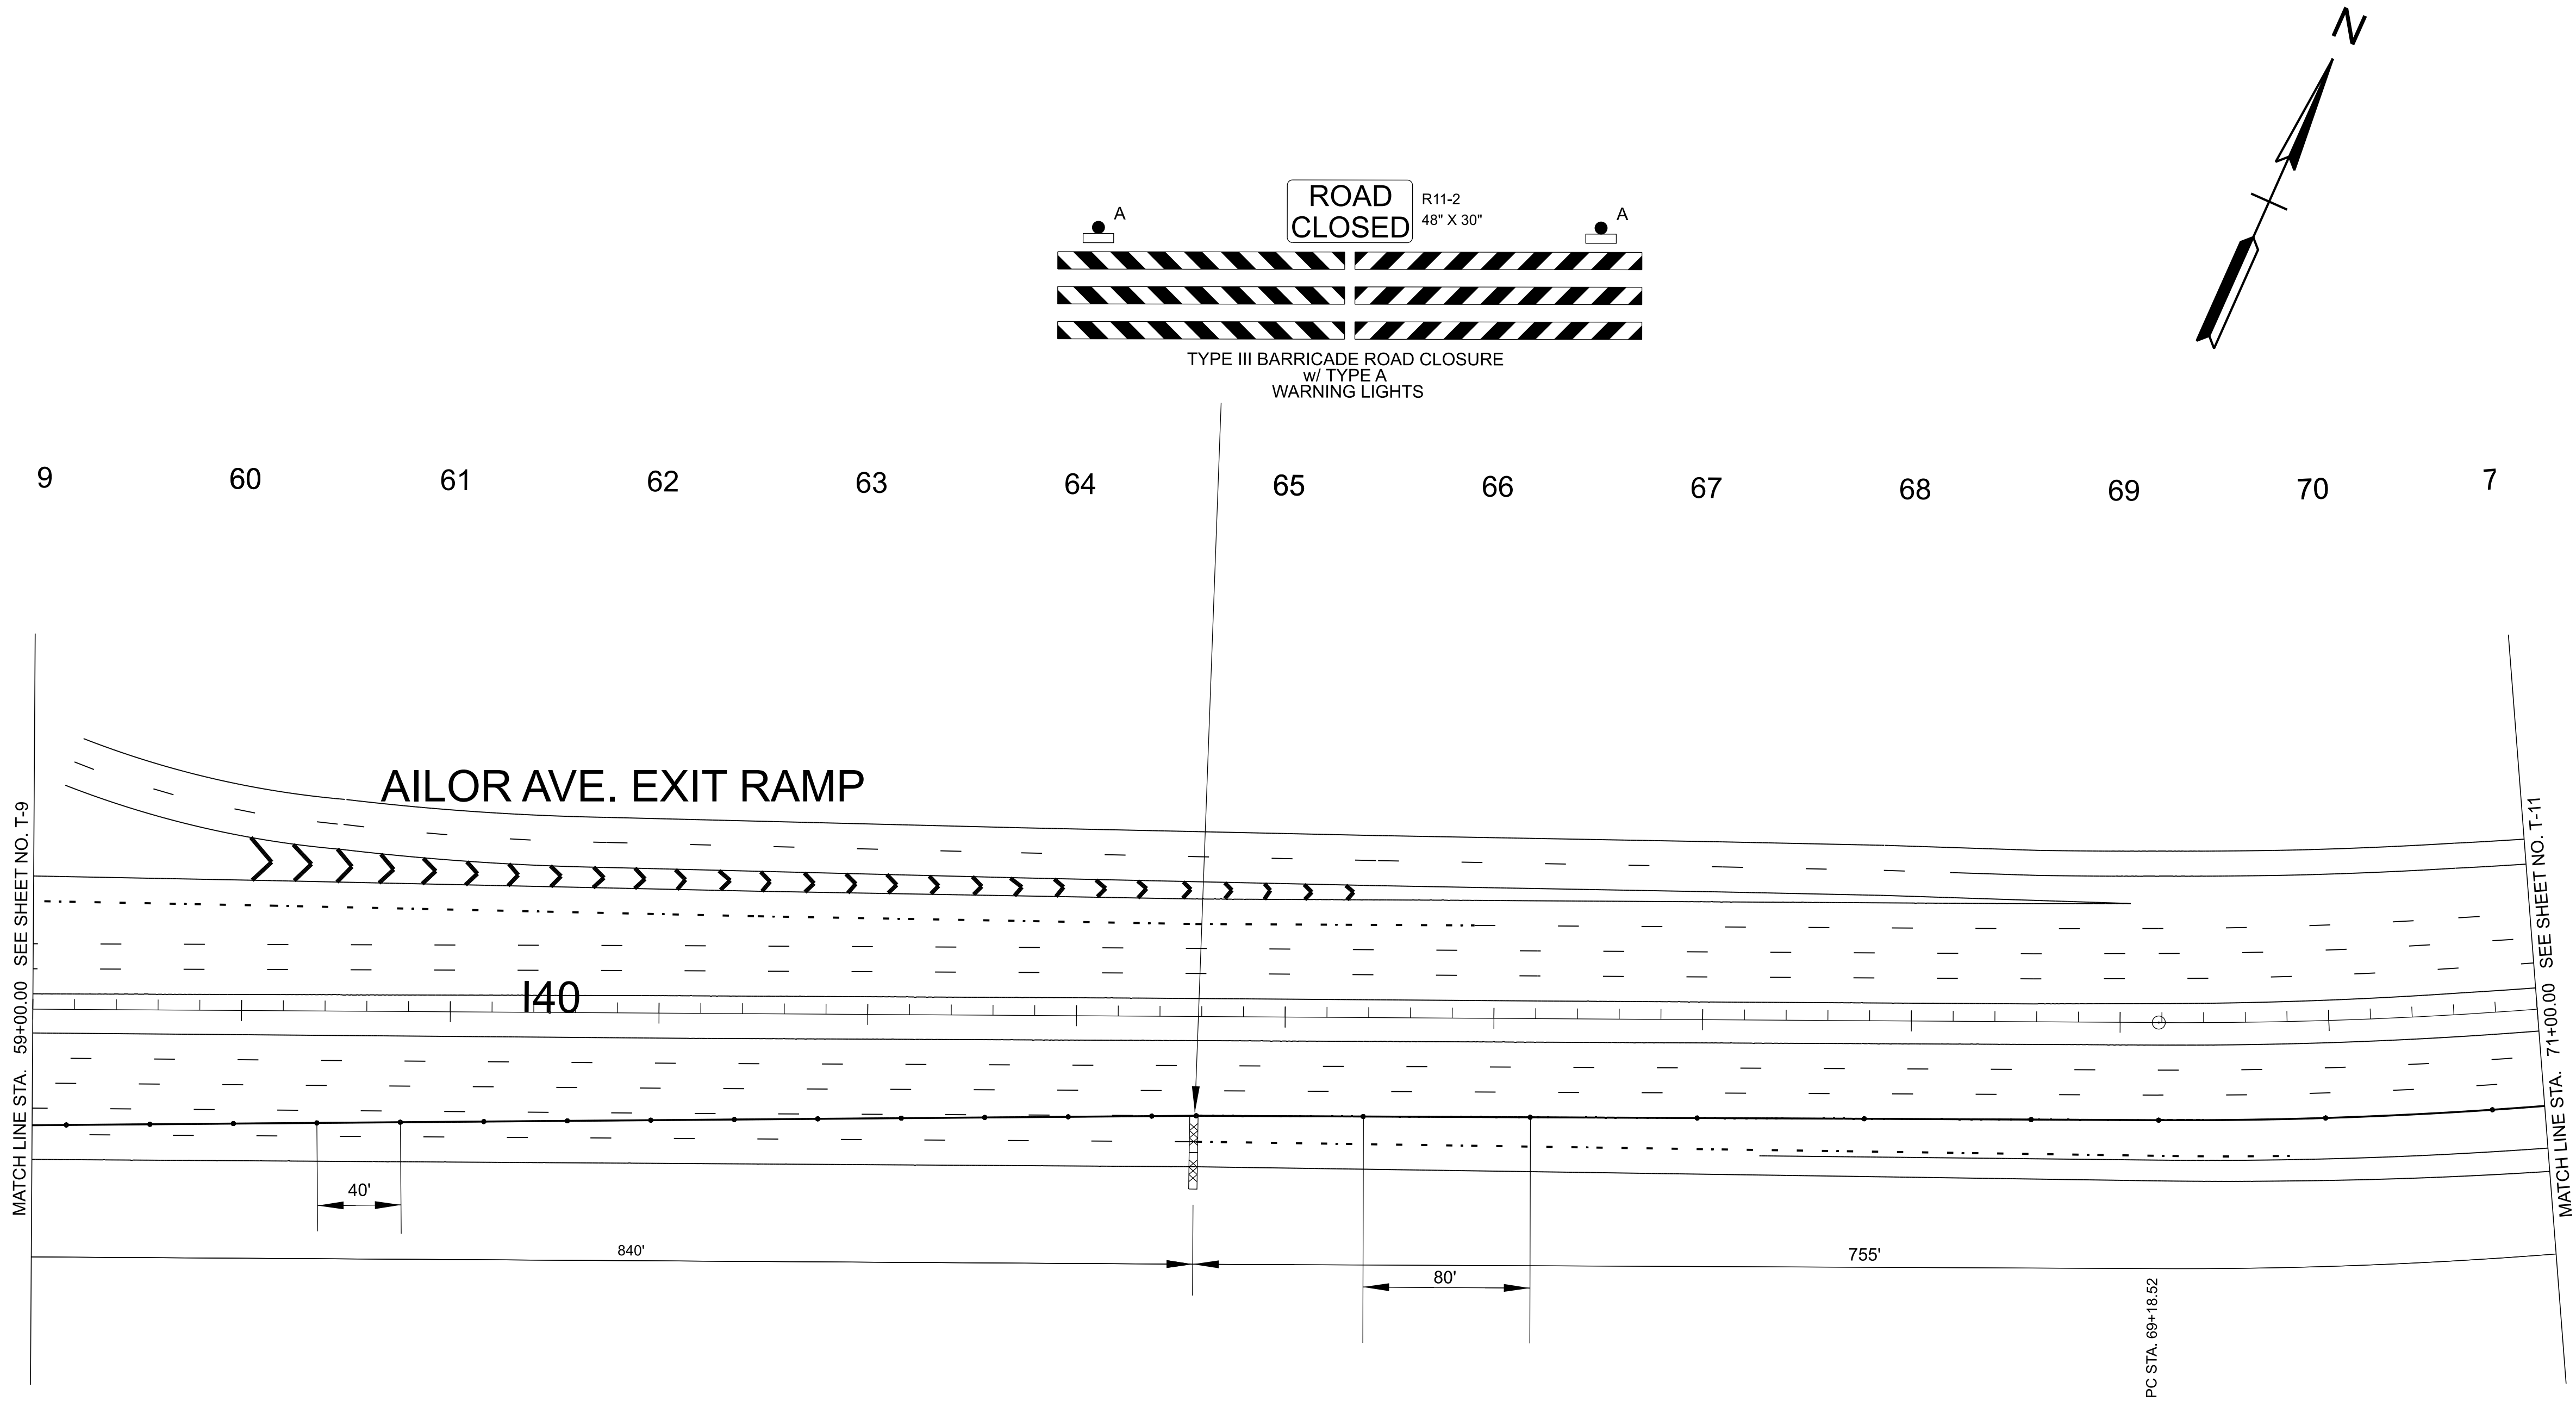 N
ROAD
CLOSED
R11-2
48" X 30"
A
A
TYPE III BARRICADE ROAD CLOSURE
w/ TYPE A
WARNING LIGHTS
9 60 61 62 63 64 65 66 67 68 69 70 7
AILOR AVE. EXIT RAMP
I40
MATCH LINE STA. 59+00.00 SEE SHEET NO. T-9
MATCH LINE STA. 71+00.00 SEE SHEET NO. T-11
40'
840'
755'
80'
PC STA. 69+18.52